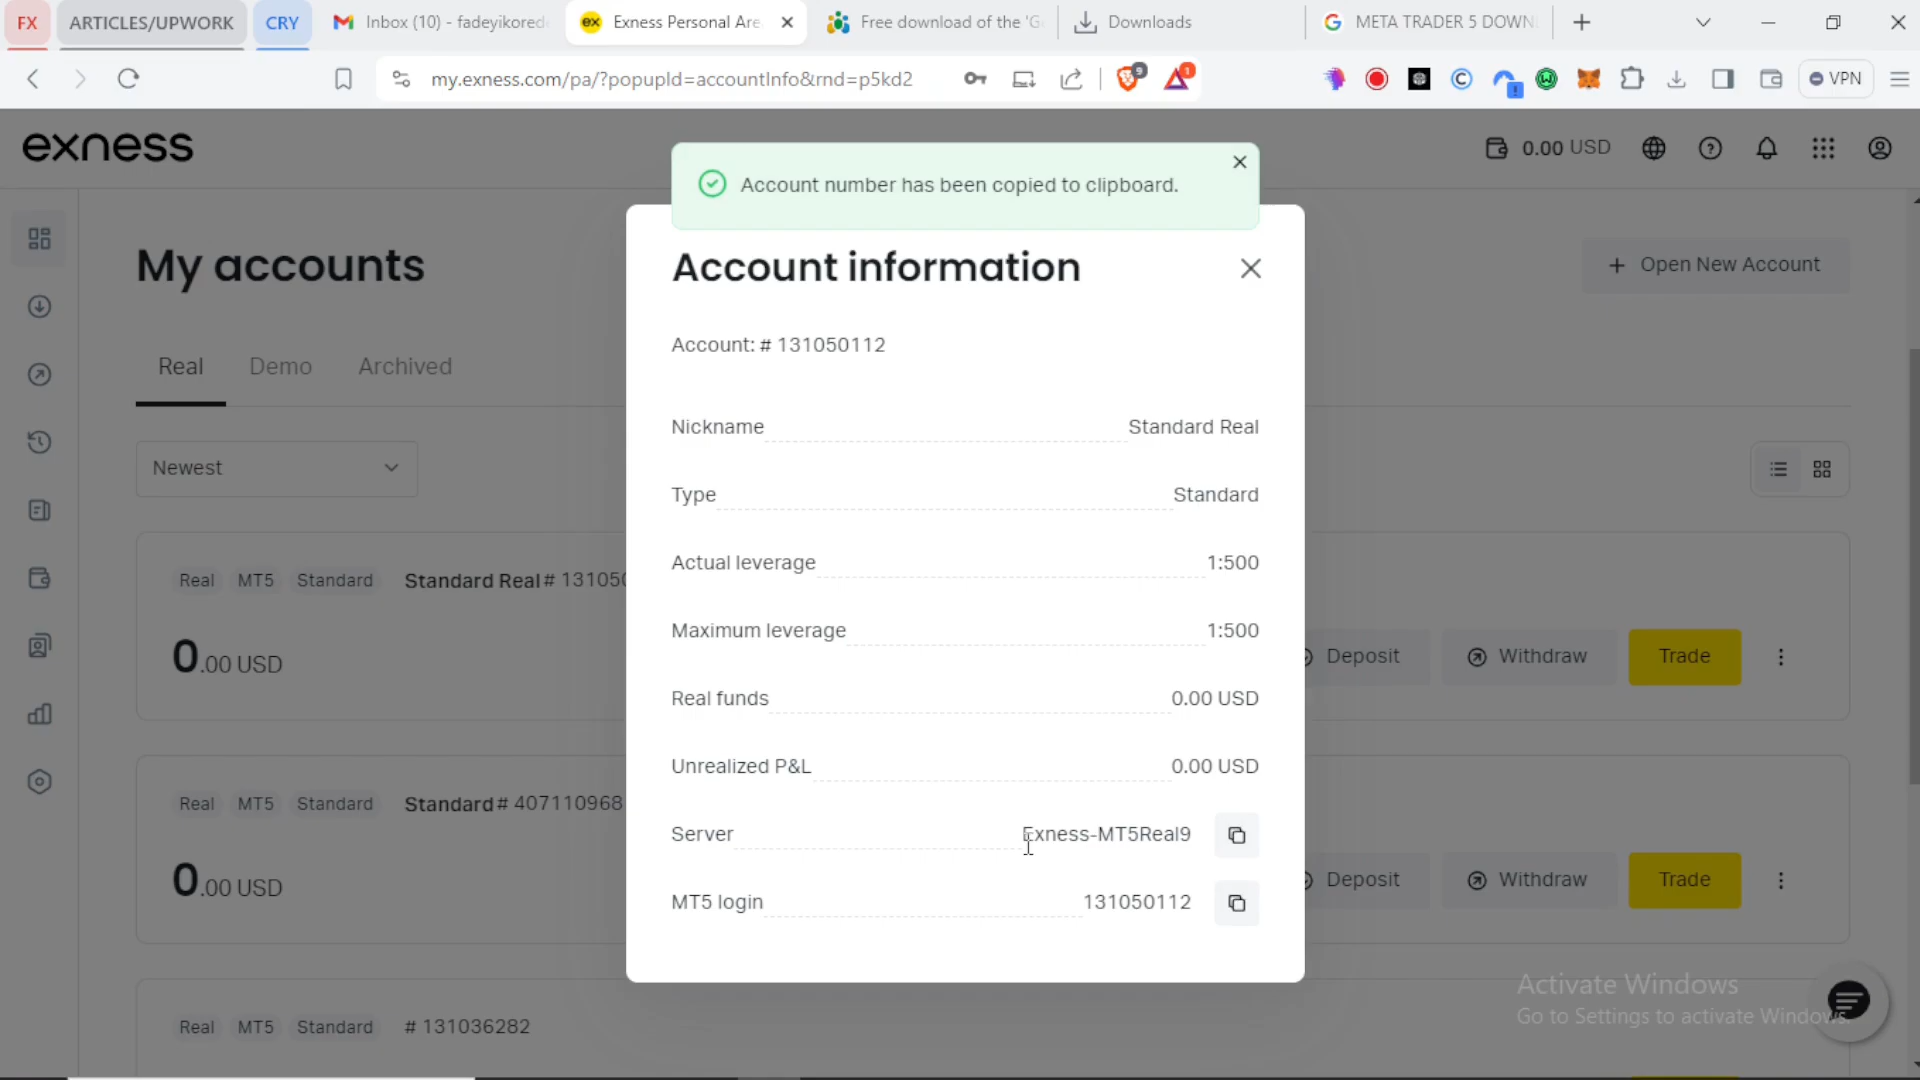 FX
ARTICLES/UPWORK
CRY
Inbox (10) - fadeyikored
Exness Personal Are
Free download of the 'G
Downloads
META TRADER 5 DOWN
my.exness.com/pa/?popupId=accountInfo&rnd=p5kd2
9
1
VPN
exness
0.00 USD
Account number has been copied to clipboard.
My accounts
Open New Account
Account information
Account: # 131050112
Real
Demo
Archived
Newest
Nickname Standard Real
Type Standard
Actual leverage 1:500
Maximum leverage 1:500
Real funds 0.00 USD
Unrealized P&L 0.00 USD
Server Exness-MT5Real9
MT5 login 131050112
Real MT5 Standard Standard Real # 13105
0.00 USD
Deposit
Withdraw
Trade
Real MT5 Standard Standard # 407110968
0.00 USD
Deposit
Withdraw
Trade
Real MT5 Standard # 131036282
Activate Windows
Go to Settings to activate Windows.